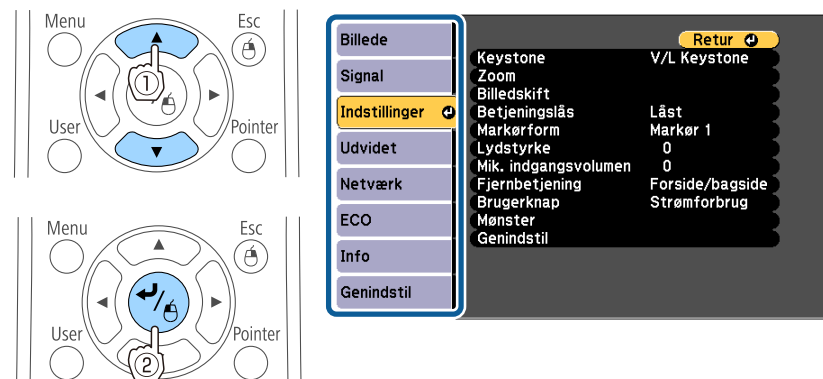 Menu
Esc
①
User
Pointer
Menu
Esc
User
Pointer
②
Billede
Signal
Indstillinger
Udvidet
Netværk
ECO
Info
Genindstil
Retur
Keystone V/L Keystone
Zoom
Billedskift
Betjeningslås Låst
Markørform Markør 1
Lydstyrke 0
Mik. indgangsvolumen 0
Fjernbetjening Forside/bagside
Brugerknap Strømforbrug
Mønster
Genindstil